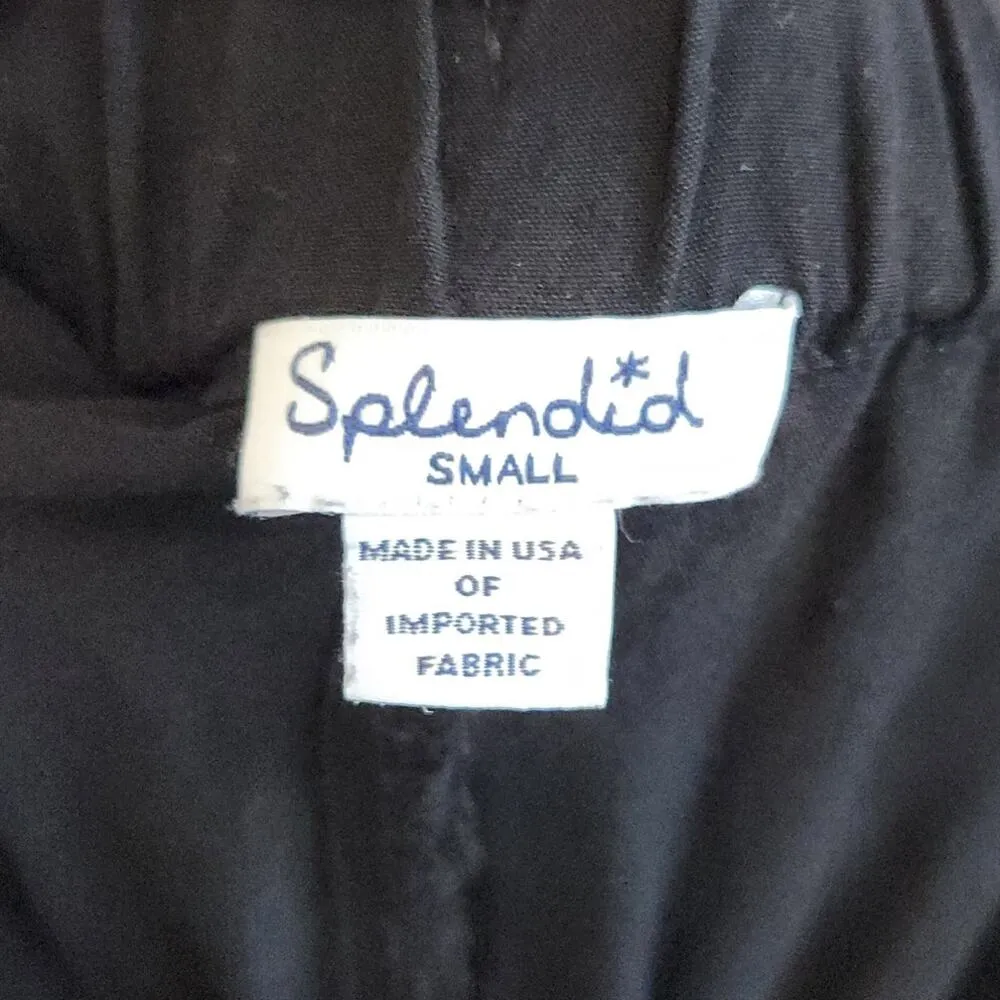 Splendid
SMALL
MADE IN USA
OF
IMPORTED
FABRIC